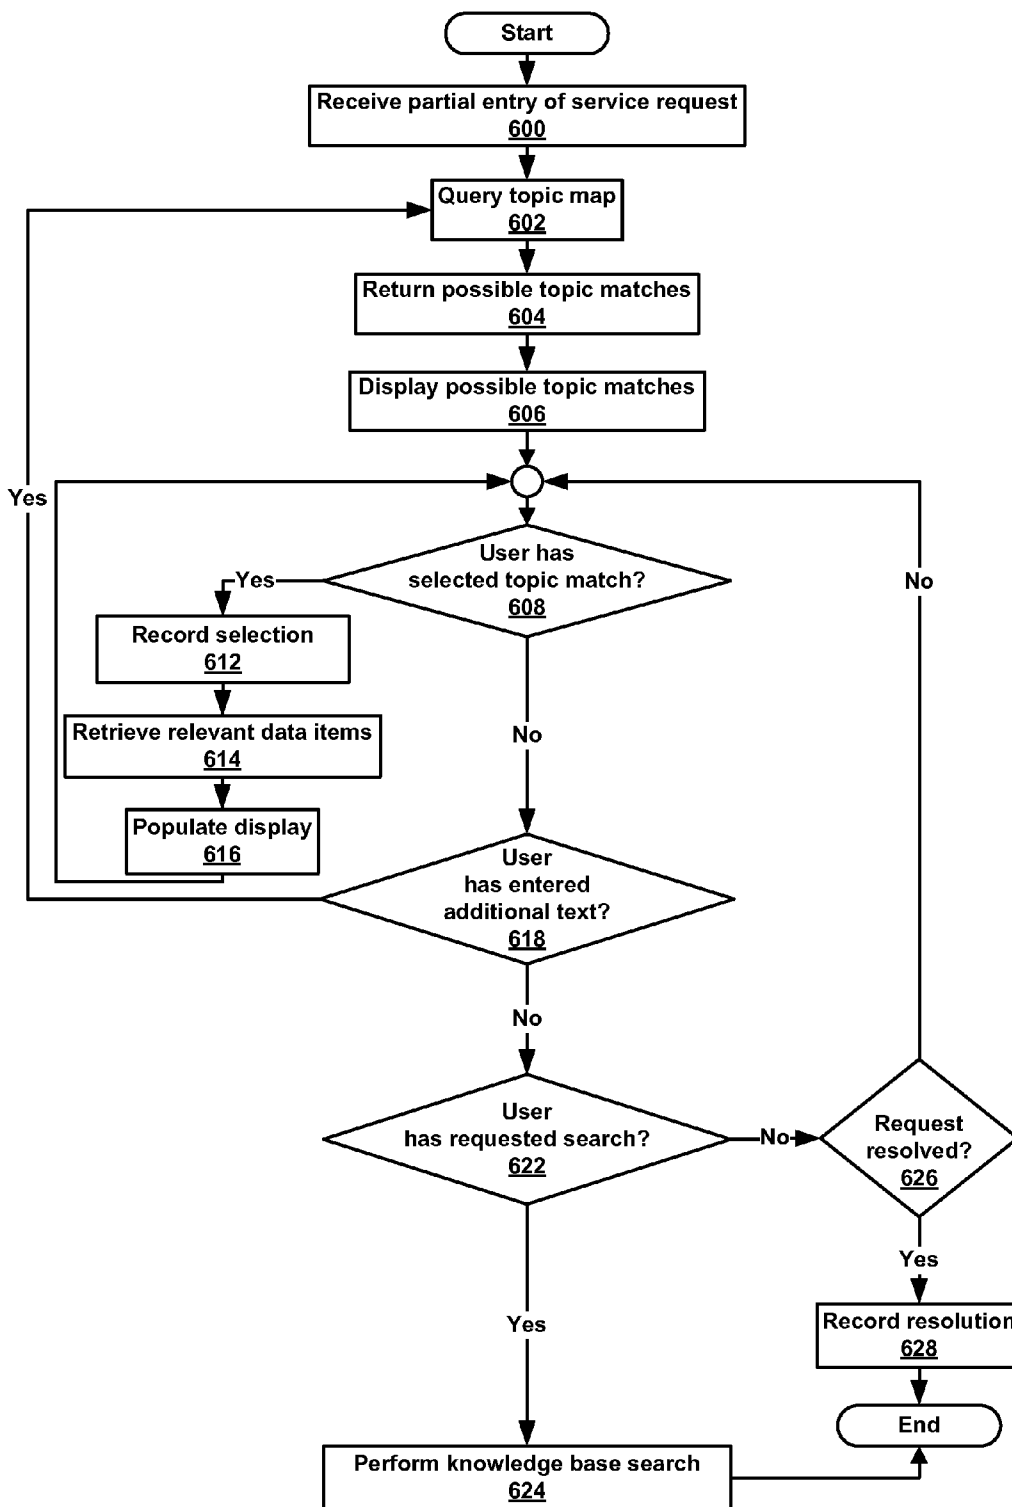 Start
Receive partial entry of service request
600
Query topic map
602
Return possible topic matches
604
Display possible topic matches
606
Yes
User has
selected topic match?
608
Yes
No
Record selection
612
Retrieve relevant data items
614
No
Populate display
616
User
has entered
additional text?
618
No
User
has requested search?
622
No
Request
resolved?
626
Yes
Yes
Record resolution
628
End
Perform knowledge base search
624